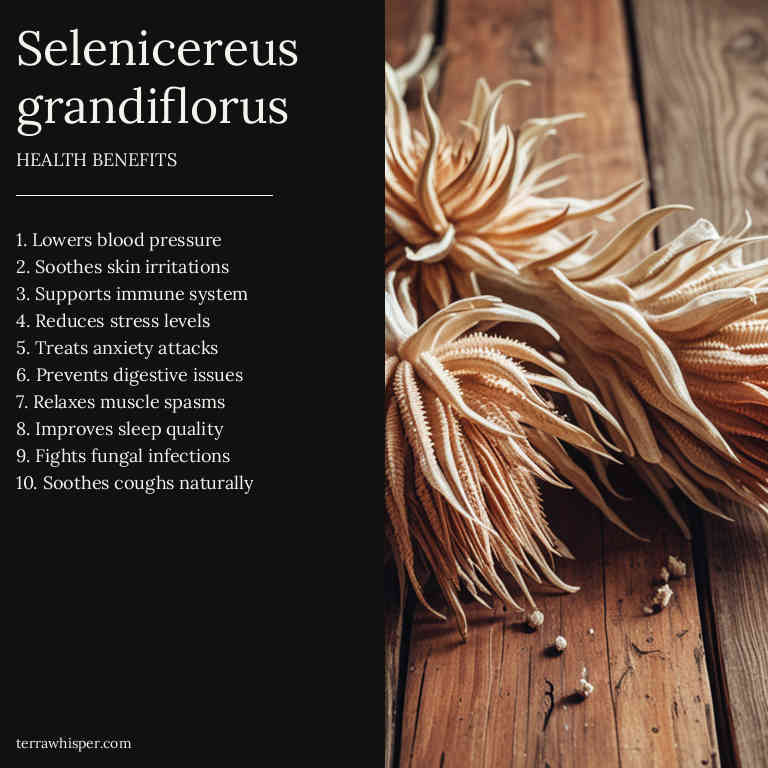 Selenicereus
grandiflorus
HEALTH BENEFITS
1. Lowers blood pressure
2. Soothes skin irritations
3. Supports immune system
4. Reduces stress levels
5. Treats anxiety attacks
6. Prevents digestive issues
7. Relaxes muscle spasms
8. Improves sleep quality
9. Fights fungal infections
10. Soothes coughs naturally
terrawhisper.com